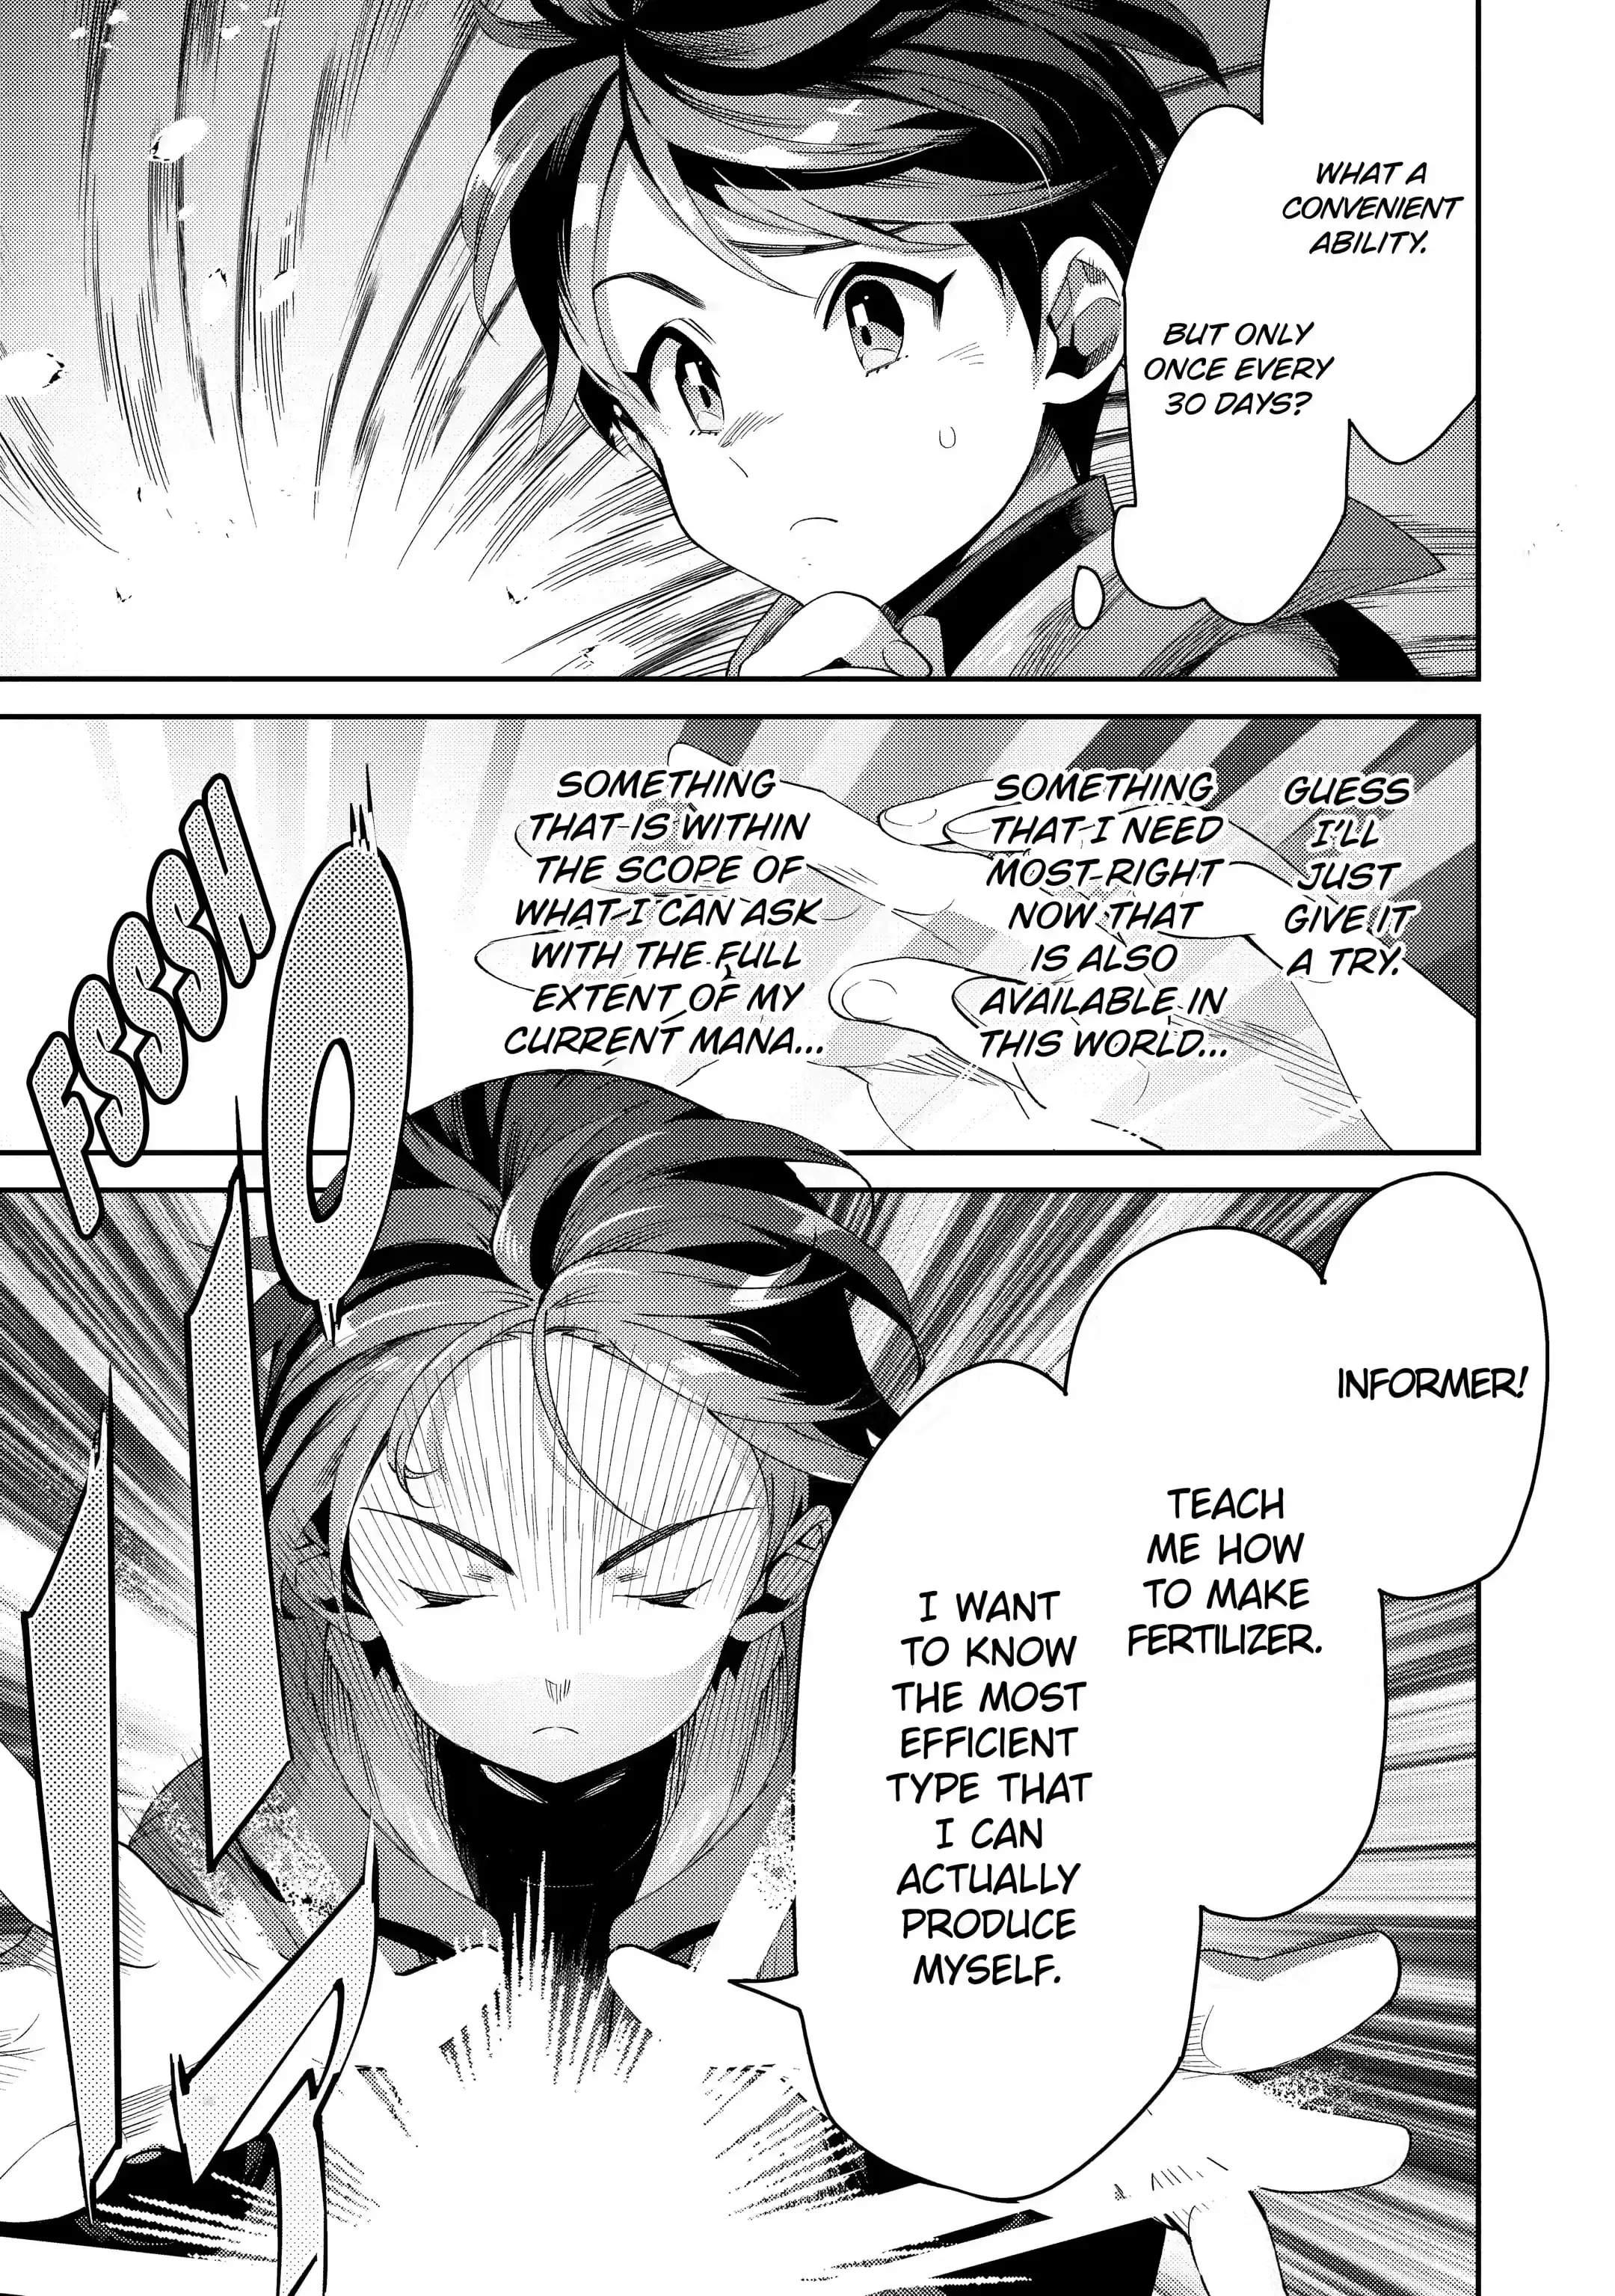 WHAT A
CONVENIENT
ABILITY.
BUT ONLY
ONCE EVERY
30 DAYS?
GUESS
I'LL
JUST
GIVE IT
A TRY.
SOMETHING
THAT I NEED
MOST RIGHT
NOW THAT
IS ALSO
AVAILABLE IN
THIS WORLD...
SOMETHING
THAT IS WITHIN
THE SCOPE OF
WHAT I CAN ASK
WITH THE FULL
EXTENT OF MY
CURRENT MANA...
FSSSSH
INFORMER!
TEACH
ME HOW
TO MAKE
FERTILIZER.
I WANT
TO KNOW
THE MOST
EFFICIENT
TYPE THAT
I CAN
ACTUALLY
PRODUCE
MYSELF.